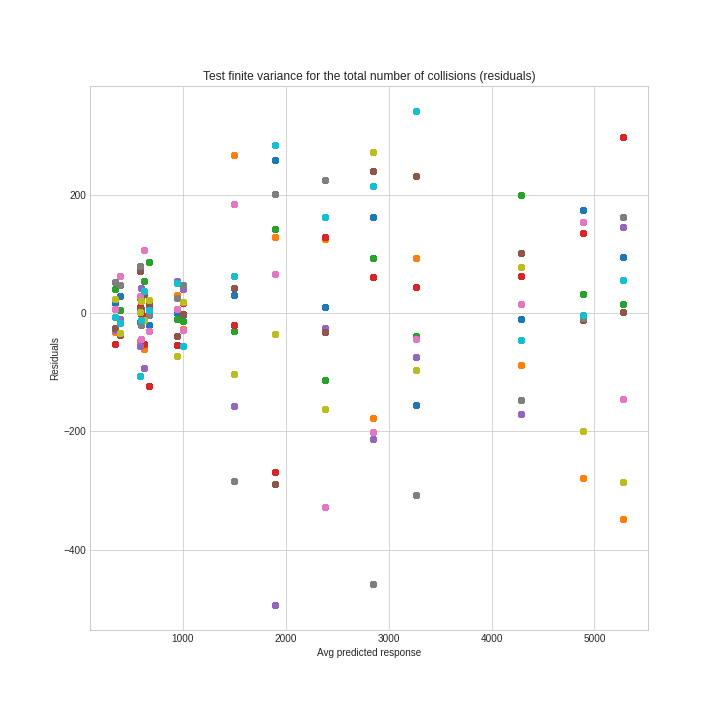 Test finite variance for the total number of collisions (residuals)
Residuals
200
0
−200
−400
1000 2000 3000 4000 5000
Avg predicted response